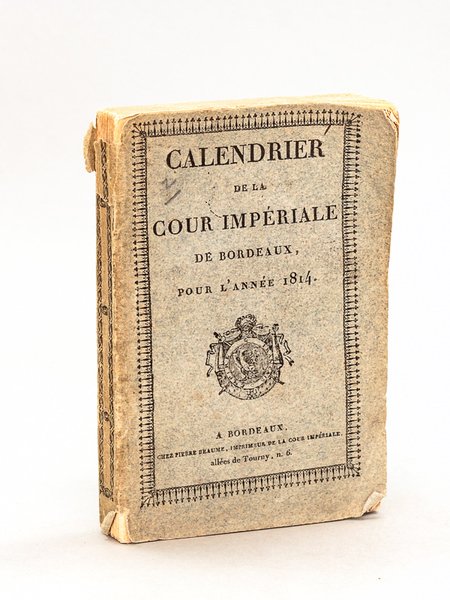 CALENDRIER
DE LA
COUR IMPÉRIALE
DE BORDEAUX,
POUR L'ANNÉE 1814.
A BORDEAUX,
CHEZ PIERRE BEAUME, IMPRIMEUR DE LA COUR IMPÉRIALE,
allées de Tourny, n. 6.